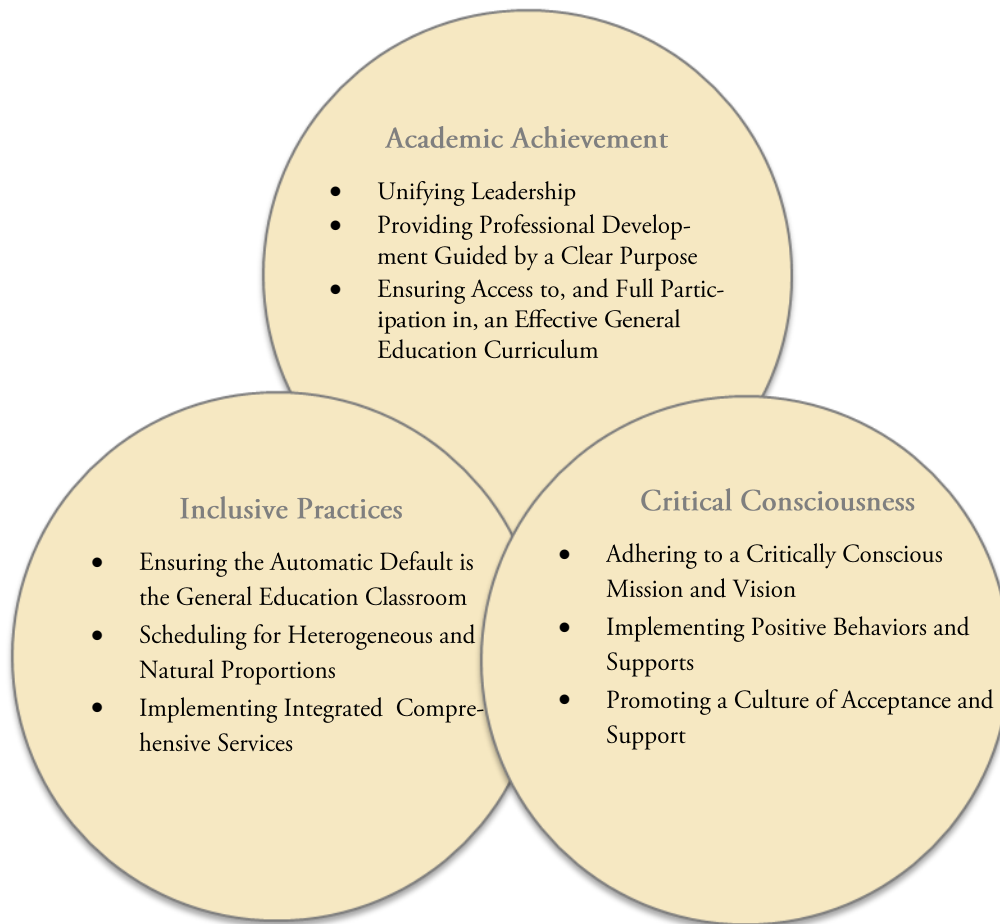 Academic Achievement
• Unifying Leadership
• Providing Professional Develop-
ment Guided by a Clear Purpose
• Ensuring Access to, and Full Partic-
ipation in, an Effective General
Education Curriculum
Inclusive Practices
• Ensuring the Automatic Default is
the General Education Classroom
• Scheduling for Heterogeneous and
Natural Proportions
• Implementing Integrated  Compre-
hensive Services
Critical Consciousness
• Adhering to a Critically Conscious
Mission and Vision
• Implementing Positive Behaviors and
Supports
• Promoting a Culture of Acceptance and
Support